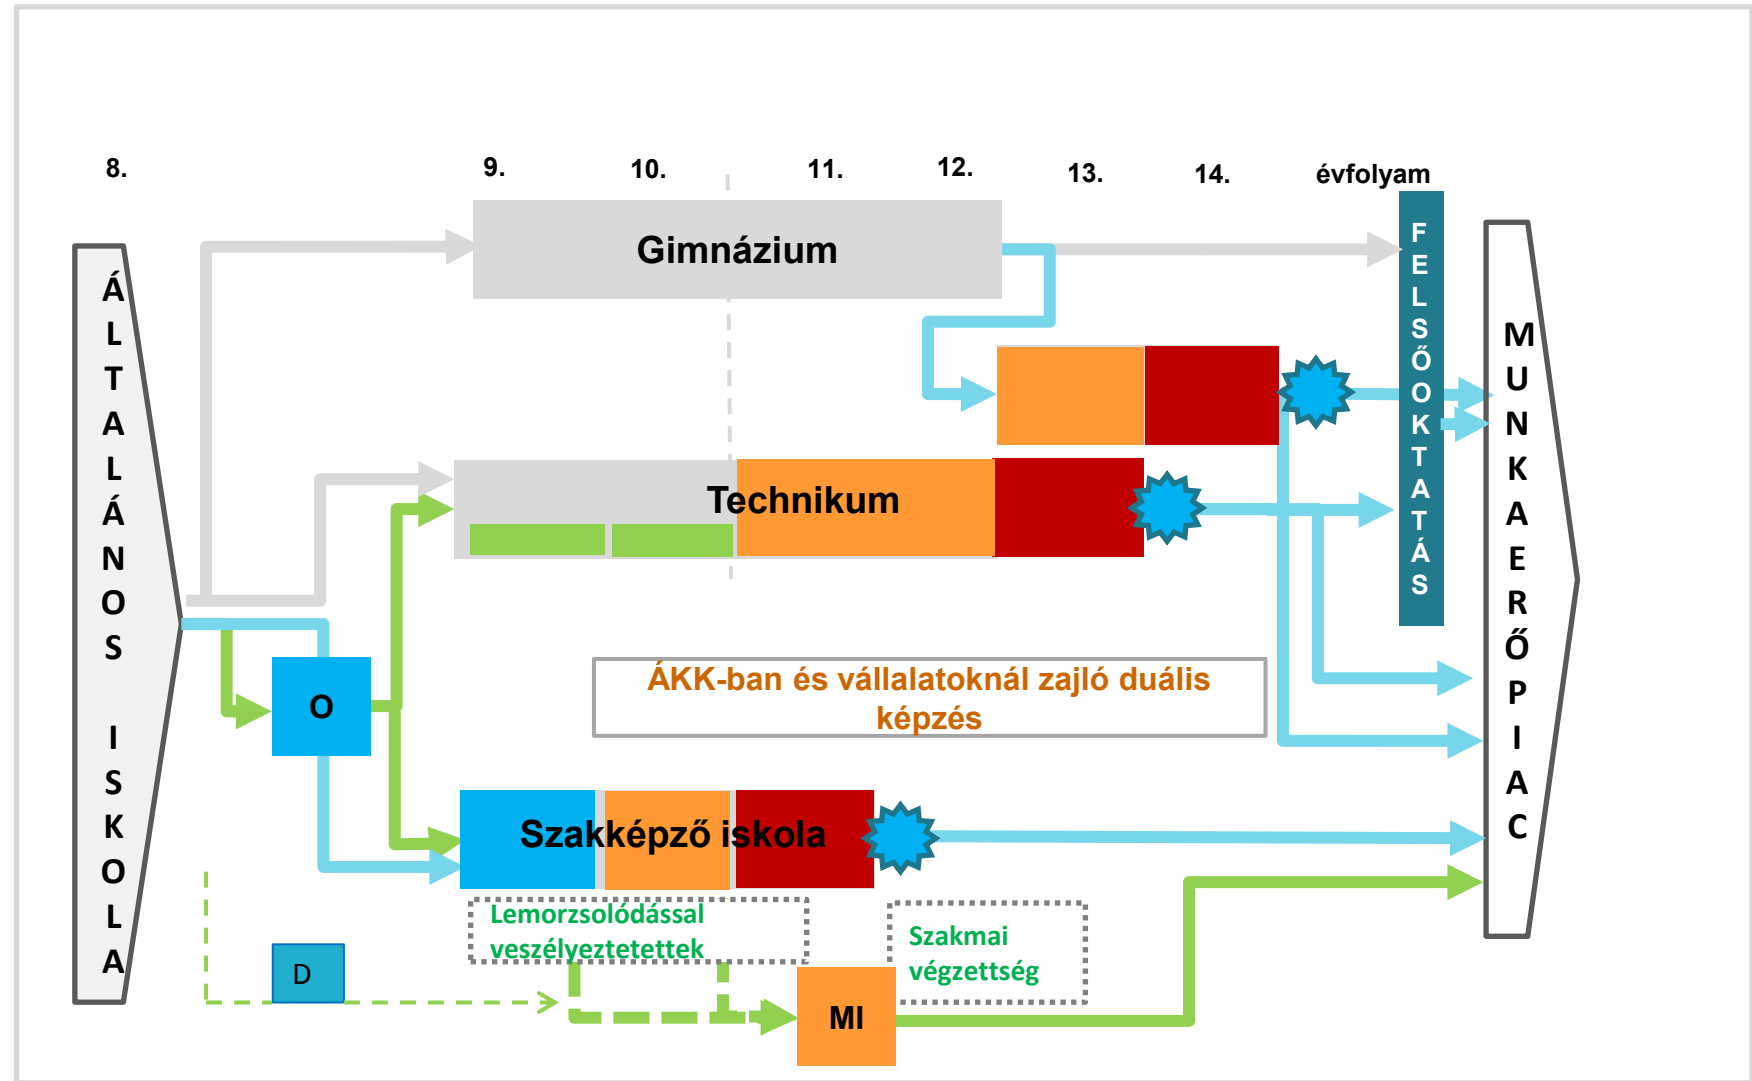 8.
9.
10.
11.
12.
13.
14.
évfolyam
ÁLTALÁNOS ISKOLA
Gimnázium
FELSŐOKTATÁS
MUNKAERŐPIAC
Technikum
O
ÁKK-ban és vállalatoknál zajló duális
képzés
Szakképző iskola
Lemorzsolódással
veszélyeztetettek
Szakmai
végzettség
D
MI